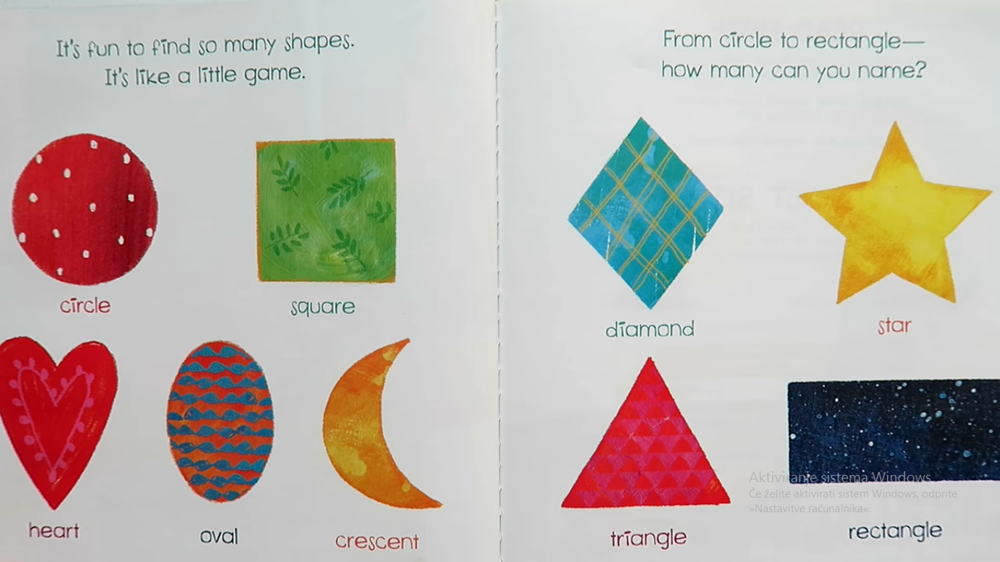 It's fun to find so many shapes.
It's like a little game.
circle
square
heart
oval
crescent
From circle to rectangle—
how many can you name?
diamond
star
triangle
rectangle
Aktiviranje sistema Windows
Če želite aktivirati sistem Windows, odprite
»Nastavitve računalnika«.